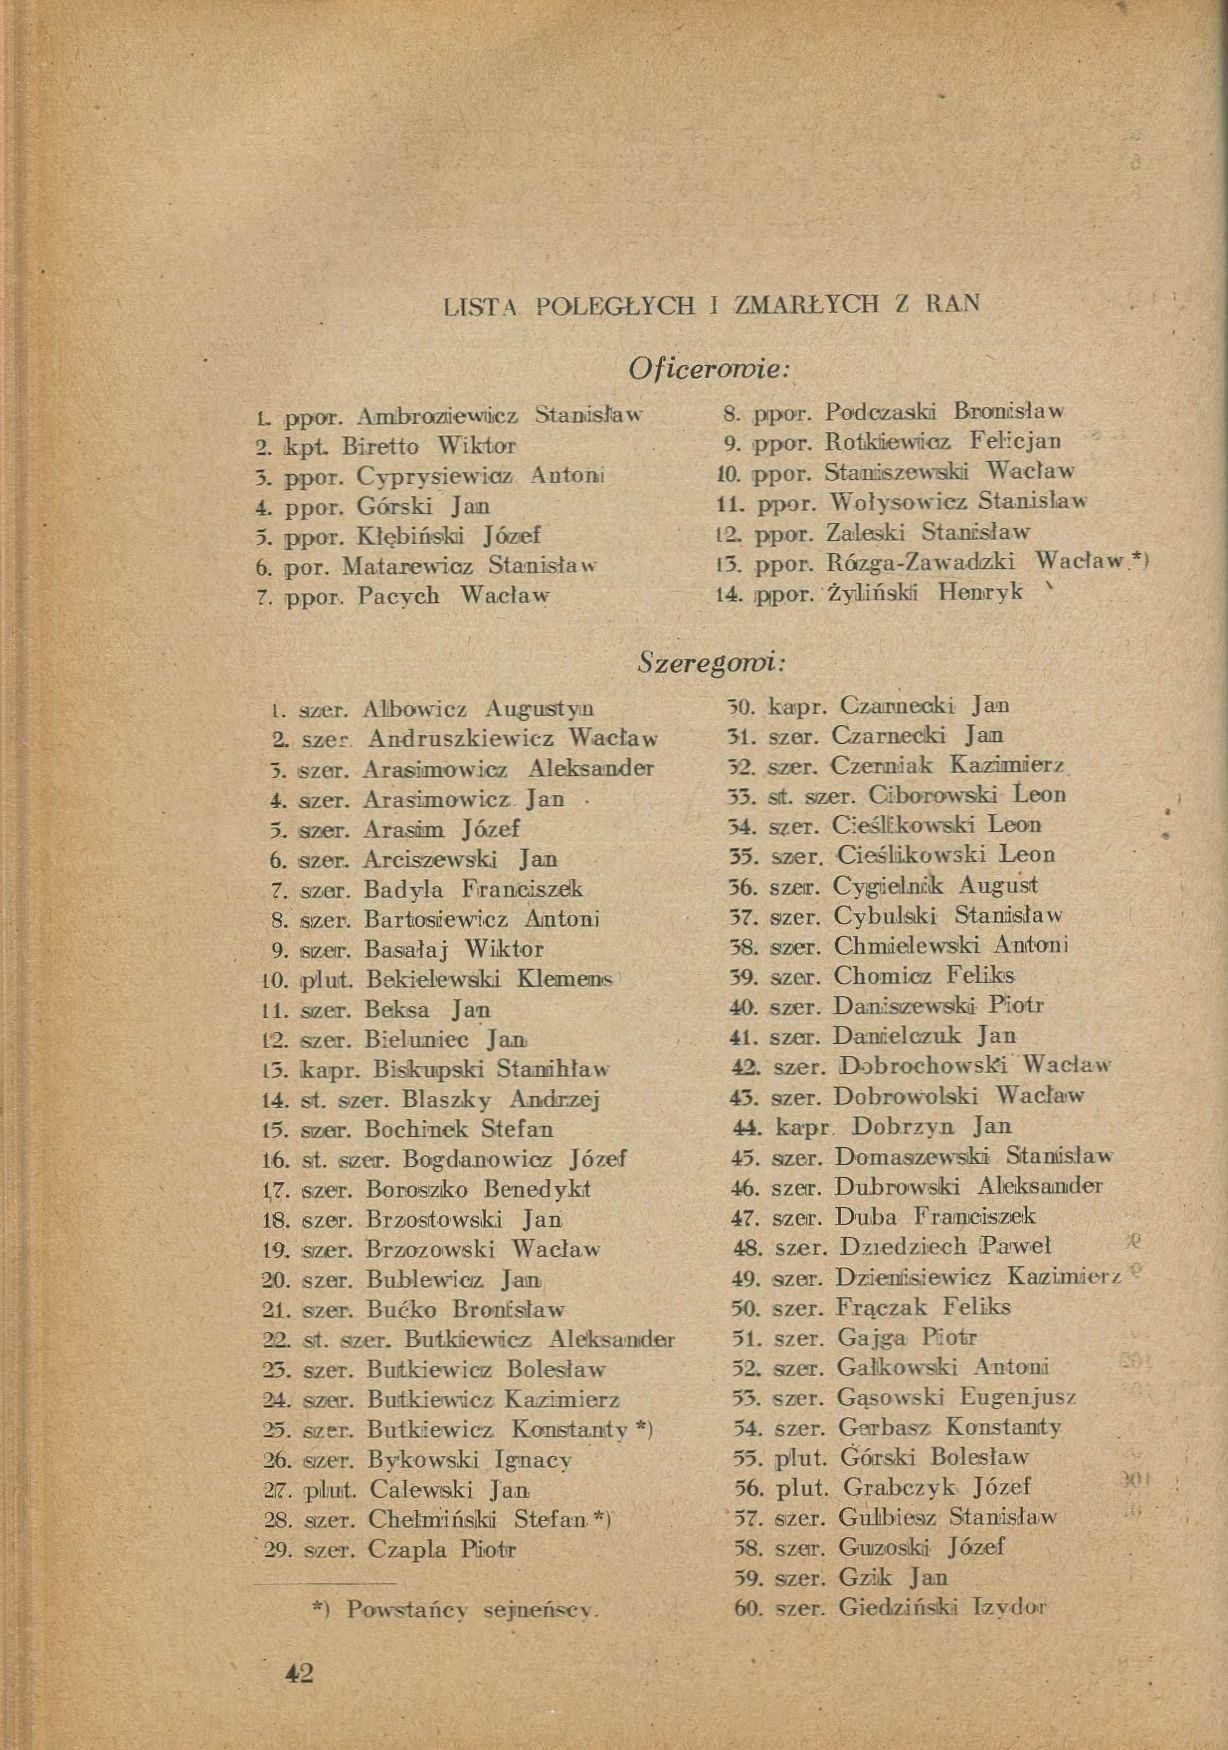 LISTA POLEGŁYCH I ZMARŁYCH Z RAN
Oficerowie:
1. ppor. Ambroziewicz Stanisław
2. kpt. Biretto Wiktor
3. ppor. Cyprysiewicz Antoni
4. ppor. Górski Jan
5. ppor. Kłębiński Józef
6. por. Matarewicz Stanisław
7. ppor. Pacych Wacław
8. ppor. Podczaski Bronisław
9. ppor. Rotkiewicz Felicjan
10. ppor. Staniszewski Wacław
11. ppor. Wołysowicz Stanisław
12. ppor. Zaleski Stanisław
13. ppor. Rózga-Zawadzki Wacław *)
14. ppor. Żyliński Henryk
Szeregowi:
1. szer. Albowicz Augustyn
2. szer. Andruszkiewicz Wacław
3. szer. Arasimowicz Aleksander
4. szer. Arasimowicz Jan
5. szer. Arasim Józef
6. szer. Arciszewski Jan
7. szer. Badyla Franciszek
8. szer. Bartosiewicz Antoni
9. szer. Basałaj Wiktor
10. plut. Bekielewski Klemens
11. szer. Beksa Jan
12. szer. Bieluniec Jan
13. kapr. Biskupski Stanihław
14. st. szer. Blaszky Andrzej
15. szer. Bochinek Stefan
16. st. szer. Bogdanowicz Józef
17. szer. Boroszko Benedykt
18. szer. Brzostowski Jan
19. szer. Brzozowski Wacław
20. szer. Bublewicz Jan
21. szer. Bućko Bronisław
22. st. szer. Butkiewicz Aleksander
23. szer. Butkiewicz Bolesław
24. szer. Butkiewicz Kazimierz
25. szer. Butkiewicz Konstanty *)
26. szer. Bykowski Ignacy
27. plut. Calewski Jan
28. szer. Chełmiński Stefan *)
29. szer. Czapla Piotr
30. kapr. Czarnecki Jan
31. szer. Czarnecki Jan
32. szer. Czerniak Kazimierz
33. st. szer. Ciborowski Leon
34. szer. Cieślikowski Leon
35. szer. Cieślikowski Leon
36. szer. Cygielnik August
37. szer. Cybulski Stanisław
38. szer. Chmielewski Antoni
39. szer. Chomicz Feliks
40. szer. Daniszewski Piotr
41. szer. Danielczuk Jan
42. szer. Dobrochowski Wacław
43. szer. Dobrowolski Wacław
44. kapr. Dobrzyn Jan
45. szer. Domaszewski Stanisław
46. szer. Dubrowski Aleksander
47. szer. Duba Franciszek
48. szer. Dziedziech Paweł
49. szer. Dzienisiewicz Kazimierz
50. szer. Frączak Feliks
51. szer. Gajga Piotr
52. szer. Gałkowski Antoni
53. szer. Gąsowski Eugenjusz
54. szer. Gerbasz Konstanty
55. plut. Górski Bolesław
56. plut. Grabczyk Józef
57. szer. Gulbiesz Stanisław
58. szer. Guzoski Józef
59. szer. Gzik Jan
60. szer. Giedziński Izydor
*) Powstańcy sejneńscy.
42